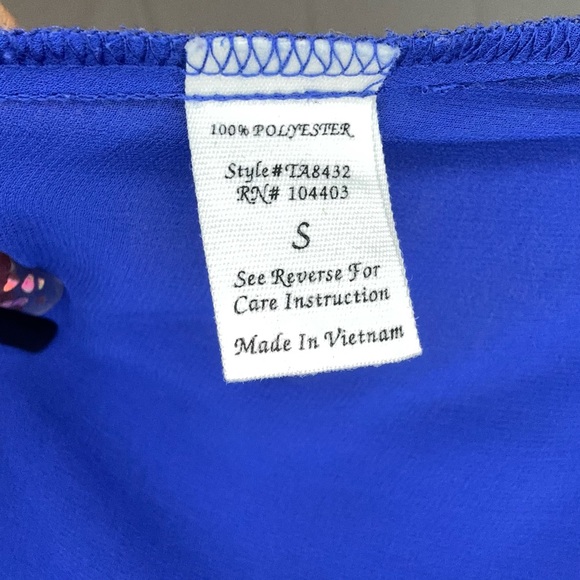 100% POLYESTER
Style#TA8432
RN# 104403
S
See Reverse For
Care Instruction
Made In Vietnam